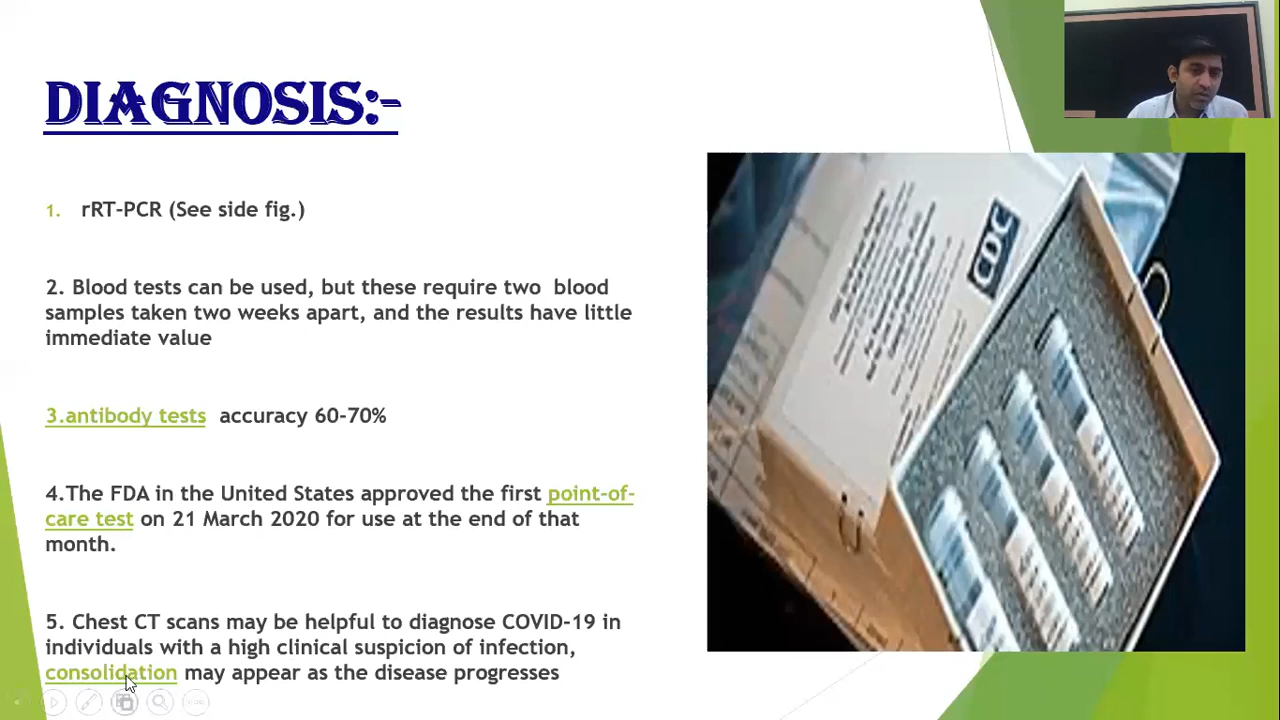 DIAGNOSIS:-
1. rRT-PCR (See side fig.)
2. Blood tests can be used, but these require two blood
samples taken two weeks apart, and the results have little
immediate value
3.antibody tests accuracy 60-70%
4.The FDA in the United States approved the first point-of-
care test on 21 March 2020 for use at the end of that
month.
5. Chest CT scans may be helpful to diagnose COVID-19 in
individuals with a high clinical suspicion of infection,
consolidation may appear as the disease progresses
CDC